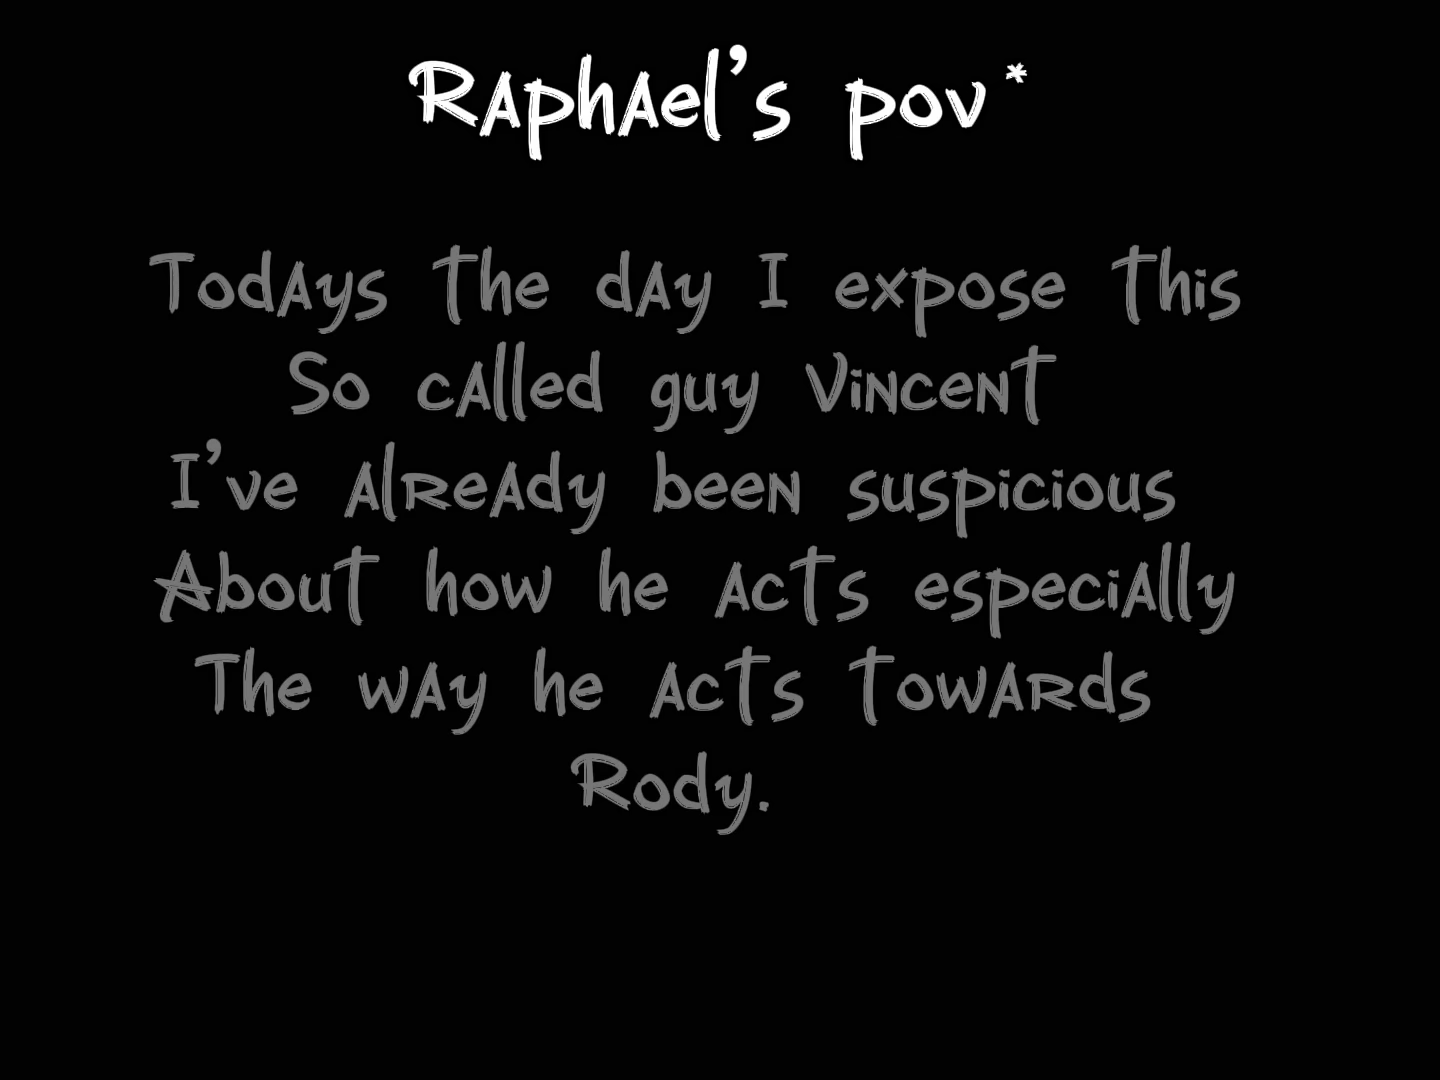 Raphael's pov*
Todays the day I expose this
So called guy Vincent
I've already been suspicious
About how he acts especially
The way he acts towards
Rody.